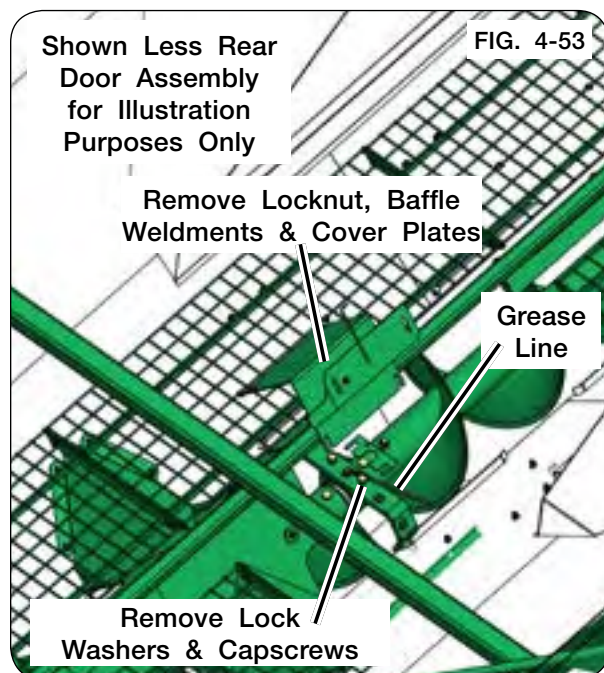 Shown Less Rear
Door Assembly
for Illustration
Purposes Only
FIG. 4-53
Remove Locknut, Baffle
Weldments & Cover Plates
Grease
Line
Remove Lock
Washers & Capscrews